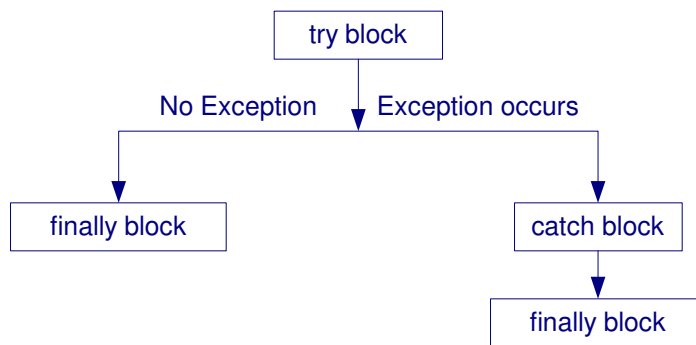 try block
No Exception
Exception occurs
finally block
catch block
finally block